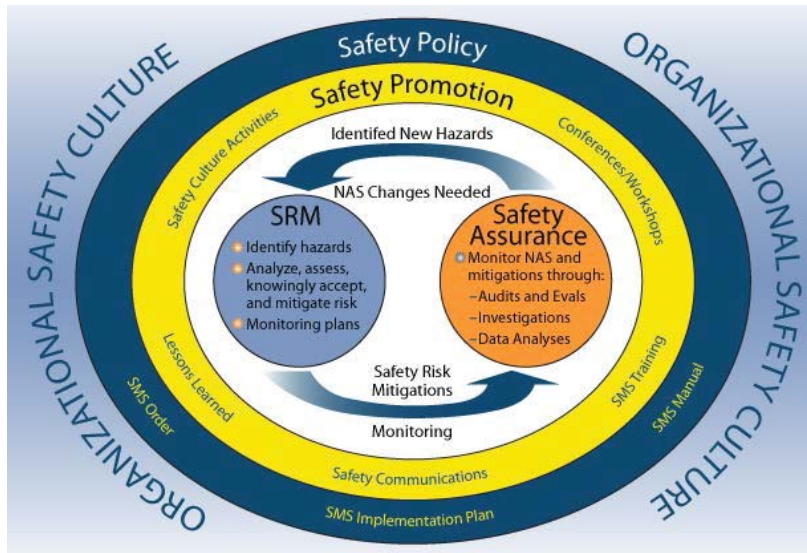 ORGANIZATIONAL SAFETY CULTURE
ORGANIZATIONAL SAFETY CULTURE
Safety Policy
Safety Promotion
Safety Culture Activities
Conferences/Workshops
Identifed New Hazards
NAS Changes Needed
SRM
Identify hazards
Analyze, assess,
knowingly accept,
and mitigate risk
Monitoring plans
Safety
Assurance
Monitor NAS and
mitigations through:
–Audits and Evals
–Investigations
–Data Analyses
Safety Risk
Mitigations
Monitoring
Lessons Learned
SMS Training
Safety Communications
SMS Order
SMS Manual
SMS Implementation Plan